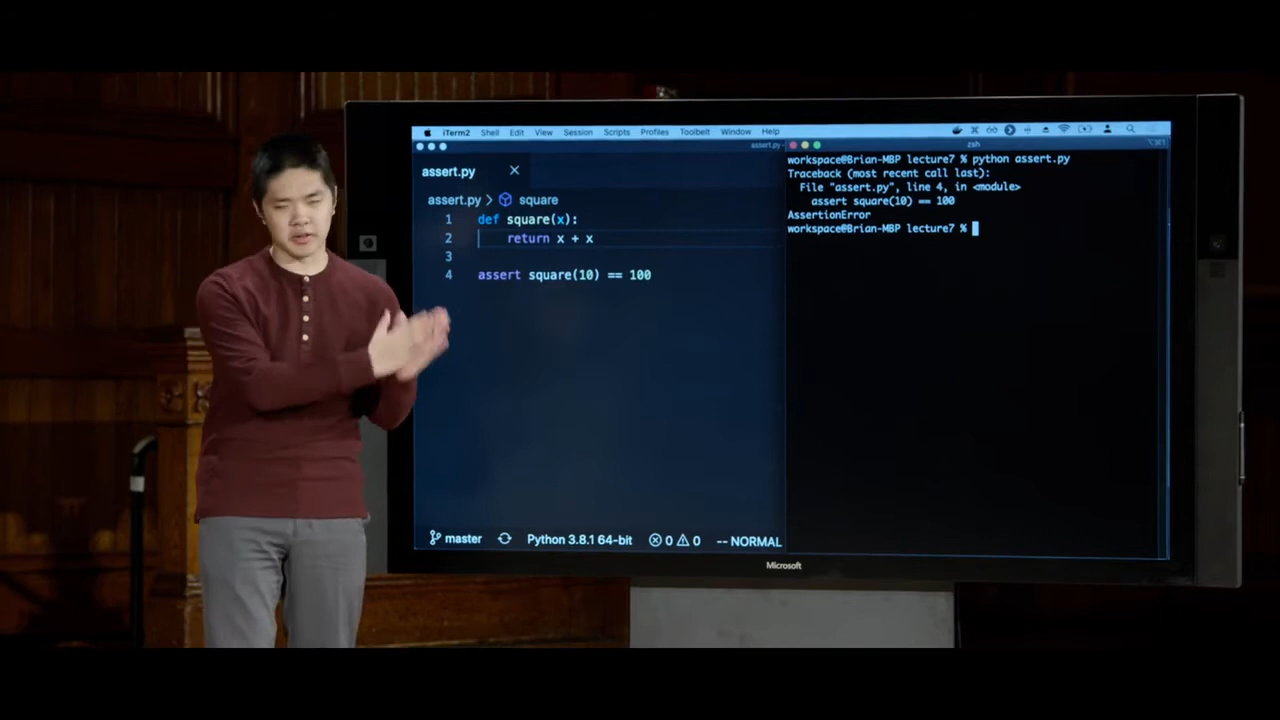 iTerm2 Shell Edit View Session Scripts Profiles Toolbelt Window Help
assert.py
zsh
assert.py
assert.py > square
1 def square(x):
2 return x + x
3
4 assert square(10) == 100
master Python 3.8.1 64-bit 0 0 -- NORMAL
workspace@Brian-MBP lecture7 % python assert.py
Traceback (most recent call last):
File "assert.py", line 4, in <module>
assert square(10) == 100
AssertionError
workspace@Brian-MBP lecture7 %
Microsoft